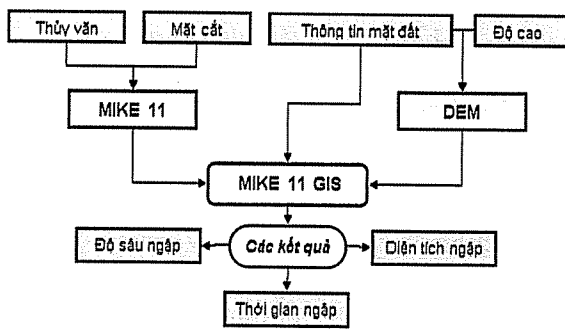 Thủy văn
Mặt cắt
Thông tin mặt đất
Độ cao
MIKE 11
DEM
MIKE 11 GIS
Độ sâu ngập
Các kết quả
Diện tích ngập
Thời gian ngập